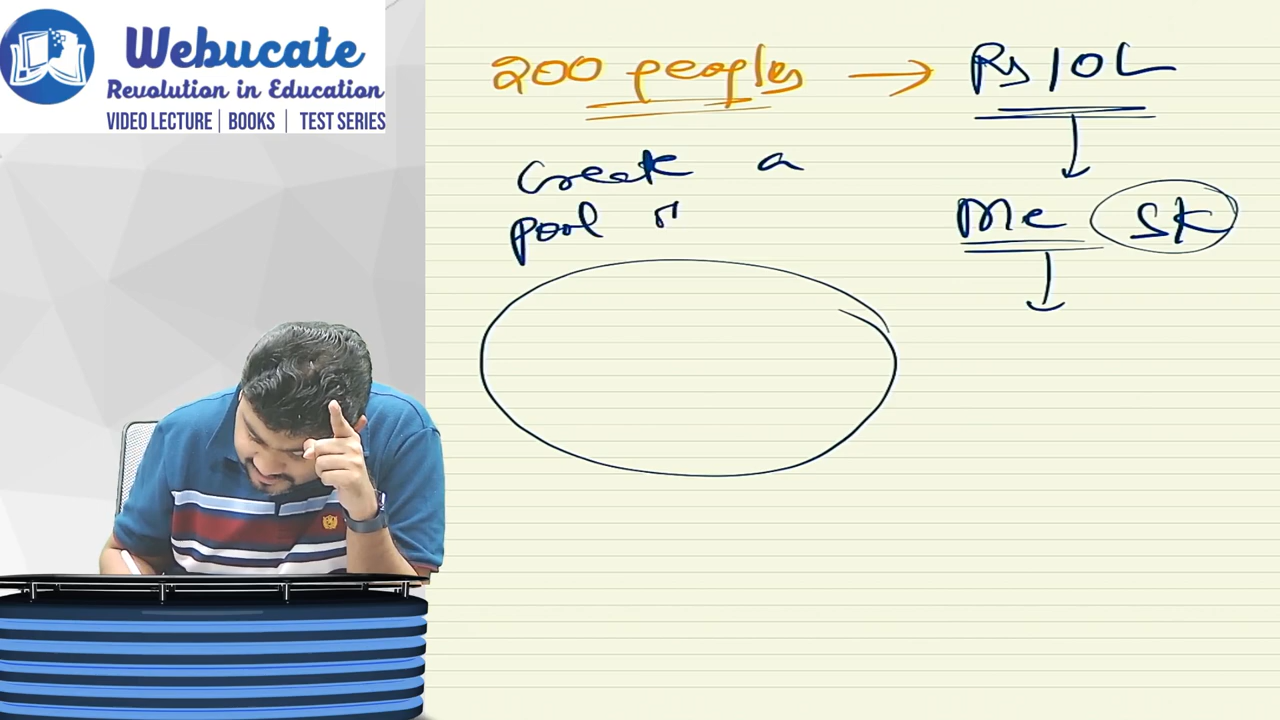 Webucate
Revolution in Education
VIDEO LECTURE | BOOKS | TEST SERIES
200 peoples → Rs 10L
Create a
pool
Me SK